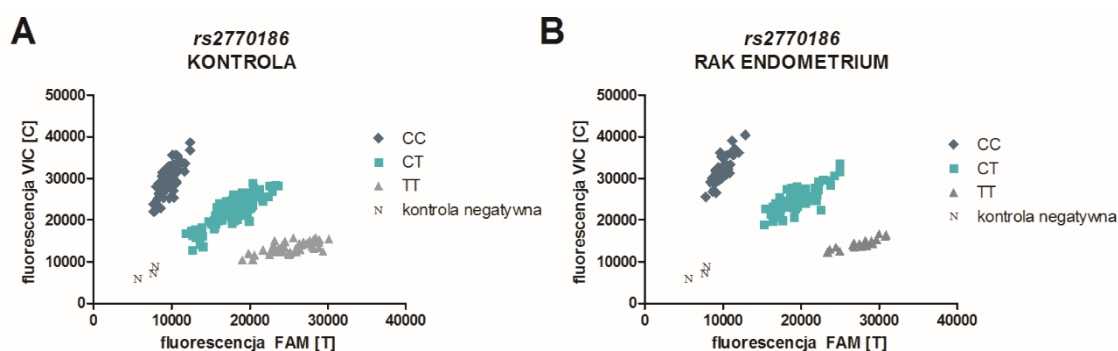 A
rs2770186
KONTROLA
fluorescencja VIC [C]
50000
40000
30000
20000
10000
0
0 10000 20000 30000 40000
fluorescencja FAM [T]
CC
CT
TT
N kontrola negatywna
N
N
N
B
rs2770186
RAK ENDOMETRIUM
fluorescencja VIC [C]
50000
40000
30000
20000
10000
0
0 10000 20000 30000 40000
fluorescencja FAM [T]
CC
CT
TT
N kontrola negatywna
N
N
N